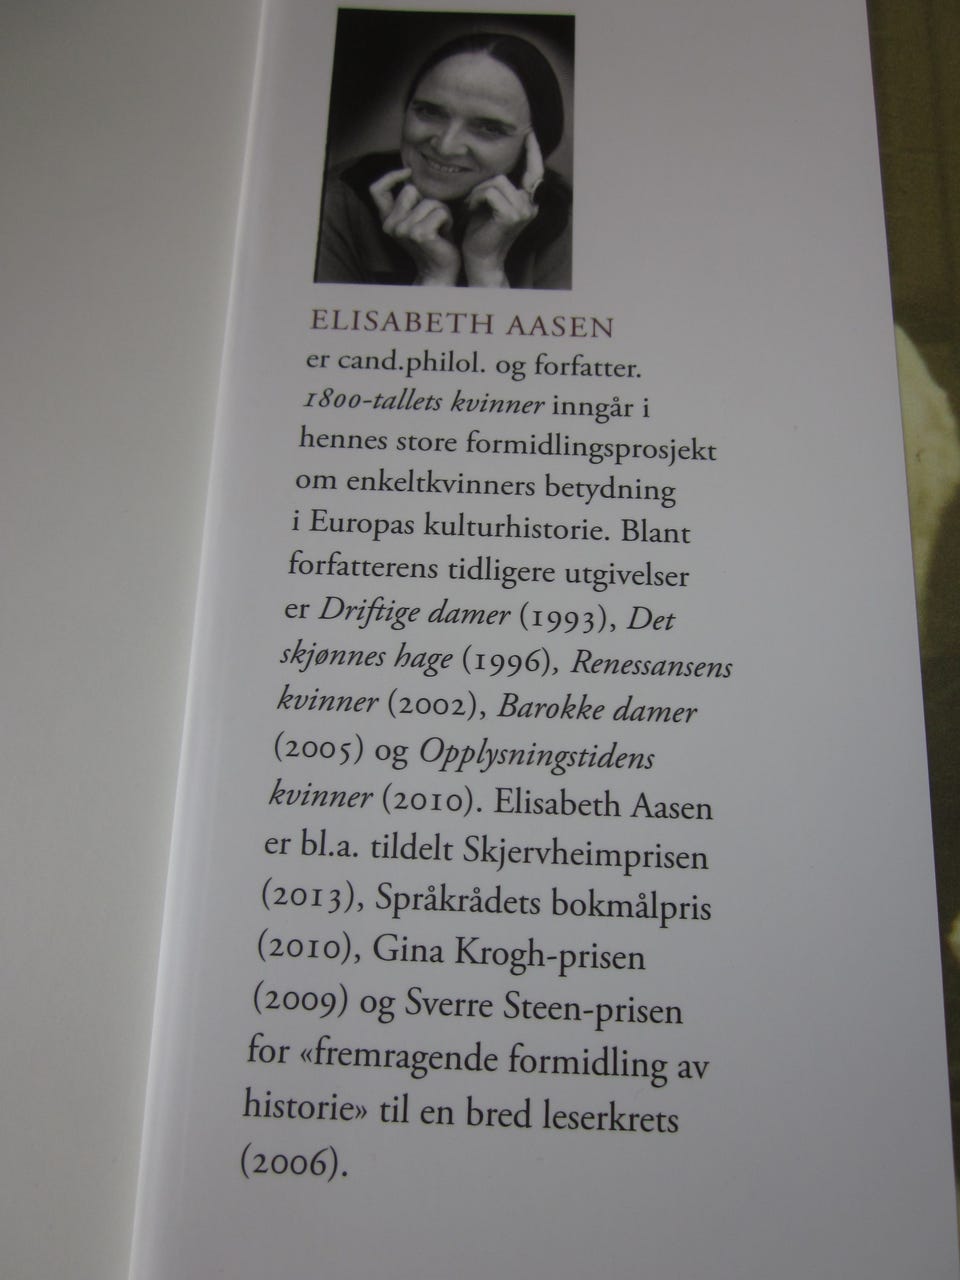 ELISABETH AASEN
er cand.philol. og forfatter.
1800-tallets kvinner inngår i
hennes store formidlingsprosjekt
om enkeltkvinners betydning
i Europas kulturhistorie. Blant
forfatterens tidligere utgivelser
er Driftige damer (1993), Det
skjønnes hage (1996), Renessansens
kvinner (2002), Barokke damer
(2005) og Opplysningstidens
kvinner (2010). Elisabeth Aasen
er bl.a. tildelt Skjervheimprisen
(2013), Språkrådets bokmålpris
(2010), Gina Krogh-prisen
(2009) og Sverre Steen-prisen
for «fremragende formidling av
historie» til en bred leserkrets
(2006).